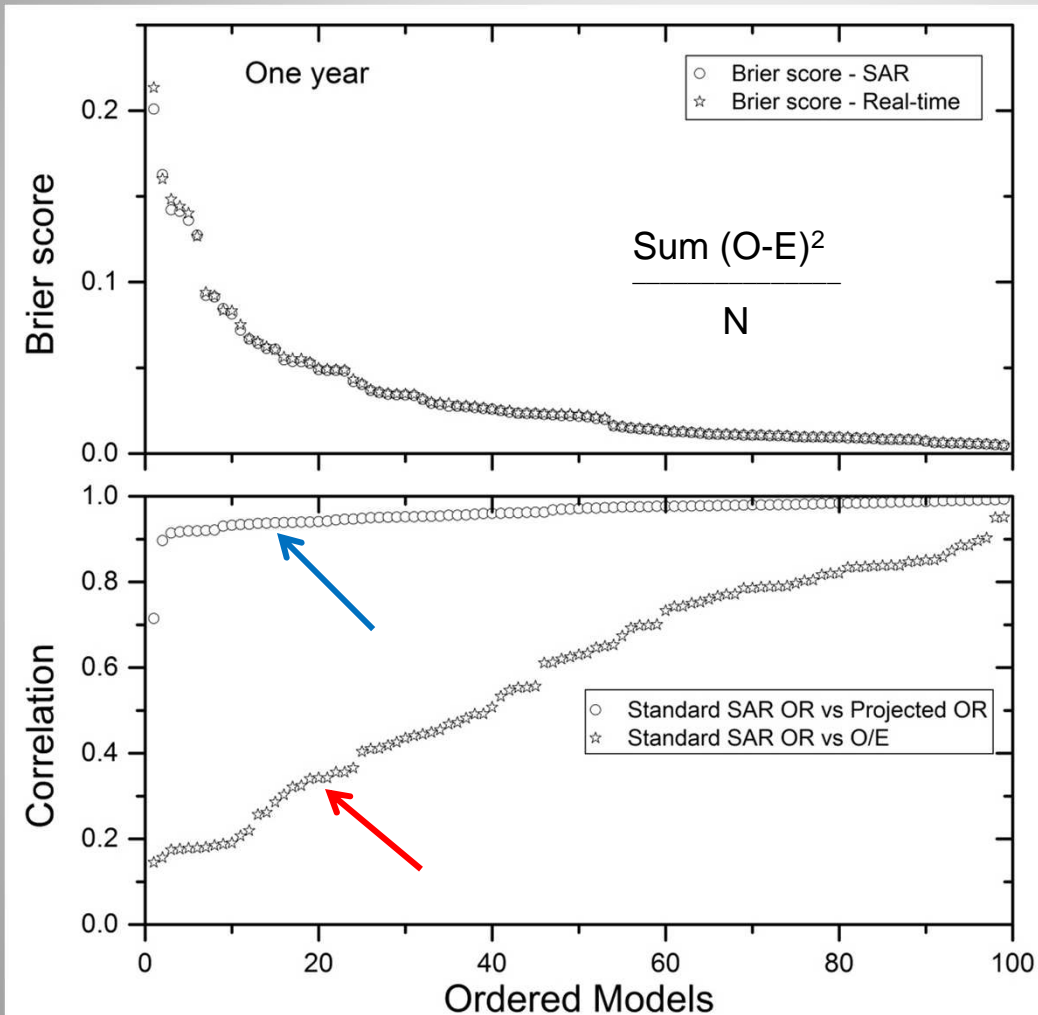 One year
○ Brier score - SAR
☆ Brier score - Real-time
0.2
0.1
0.0
Brier score
Sum (O-E)²
N
1.0
0.8
0.6
0.4
0.2
0.0
Correlation
○ Standard SAR OR vs Projected OR
☆ Standard SAR OR vs O/E
0 20 40 60 80 100
Ordered Models